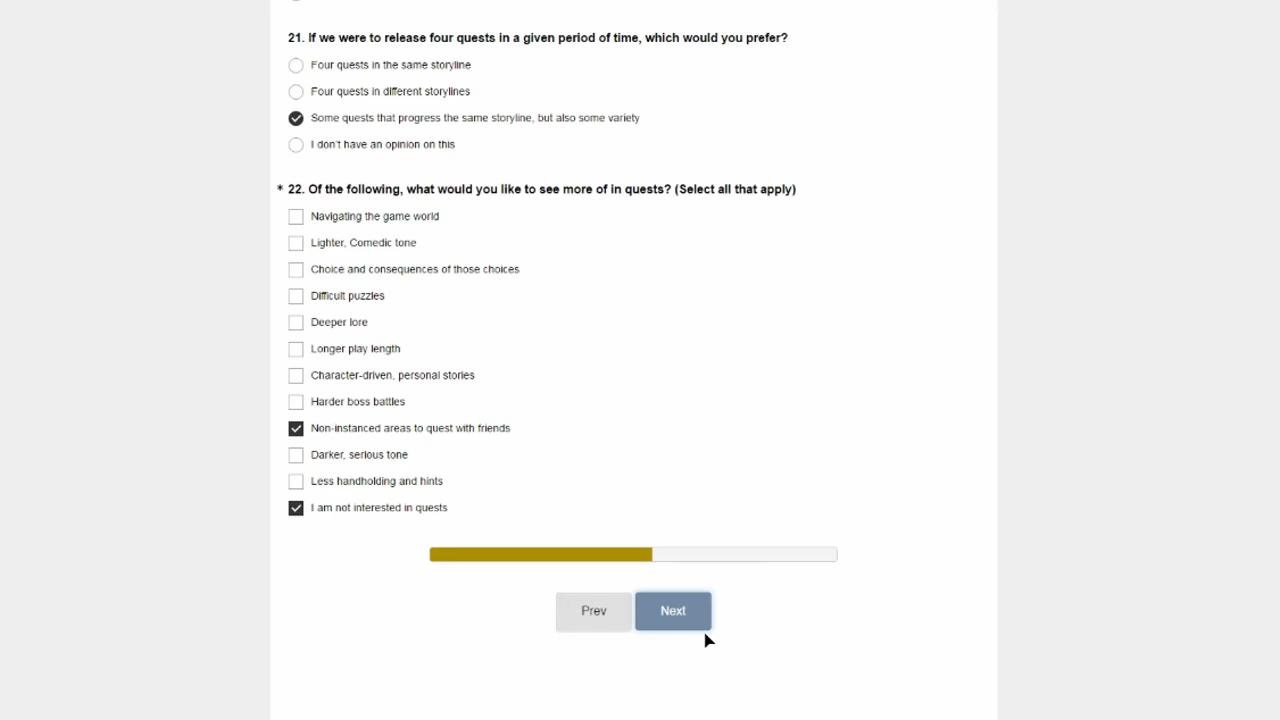 21. If we were to release four quests in a given period of time, which would you prefer?
Four quests in the same storyline
Four quests in different storylines
Some quests that progress the same storyline, but also some variety
I don't have an opinion on this
* 22. Of the following, what would you like to see more of in quests? (Select all that apply)
Navigating the game world
Lighter, Comedic tone
Choice and consequences of those choices
Difficult puzzles
Deeper lore
Longer play length
Character-driven, personal stories
Harder boss battles
Non-instanced areas to quest with friends
Darker, serious tone
Less handholding and hints
I am not interested in quests
Prev Next